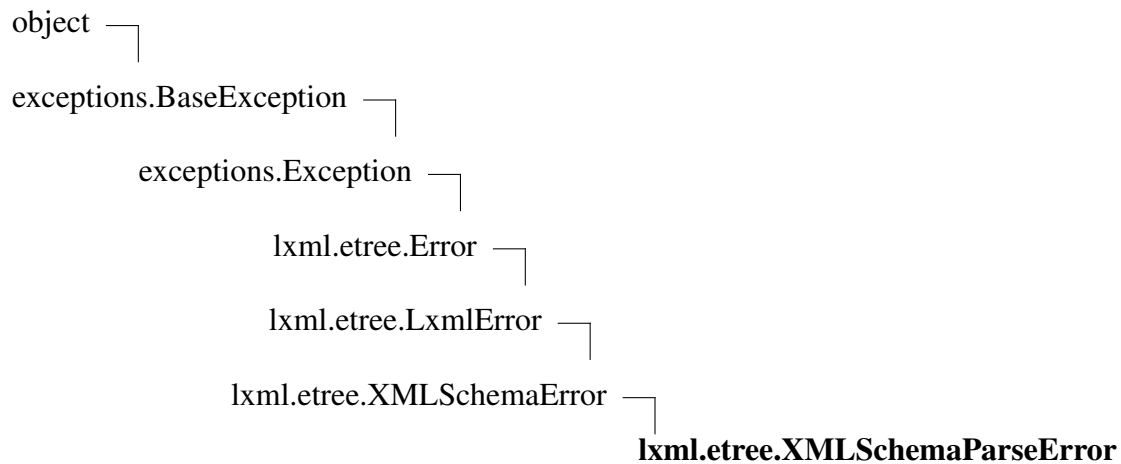 object
exceptions.BaseException
exceptions.Exception
lxml.etree.Error
lxml.etree.LxmlError
lxml.etree.XMLSchemaError
lxml.etree.XMLSchemaParseError